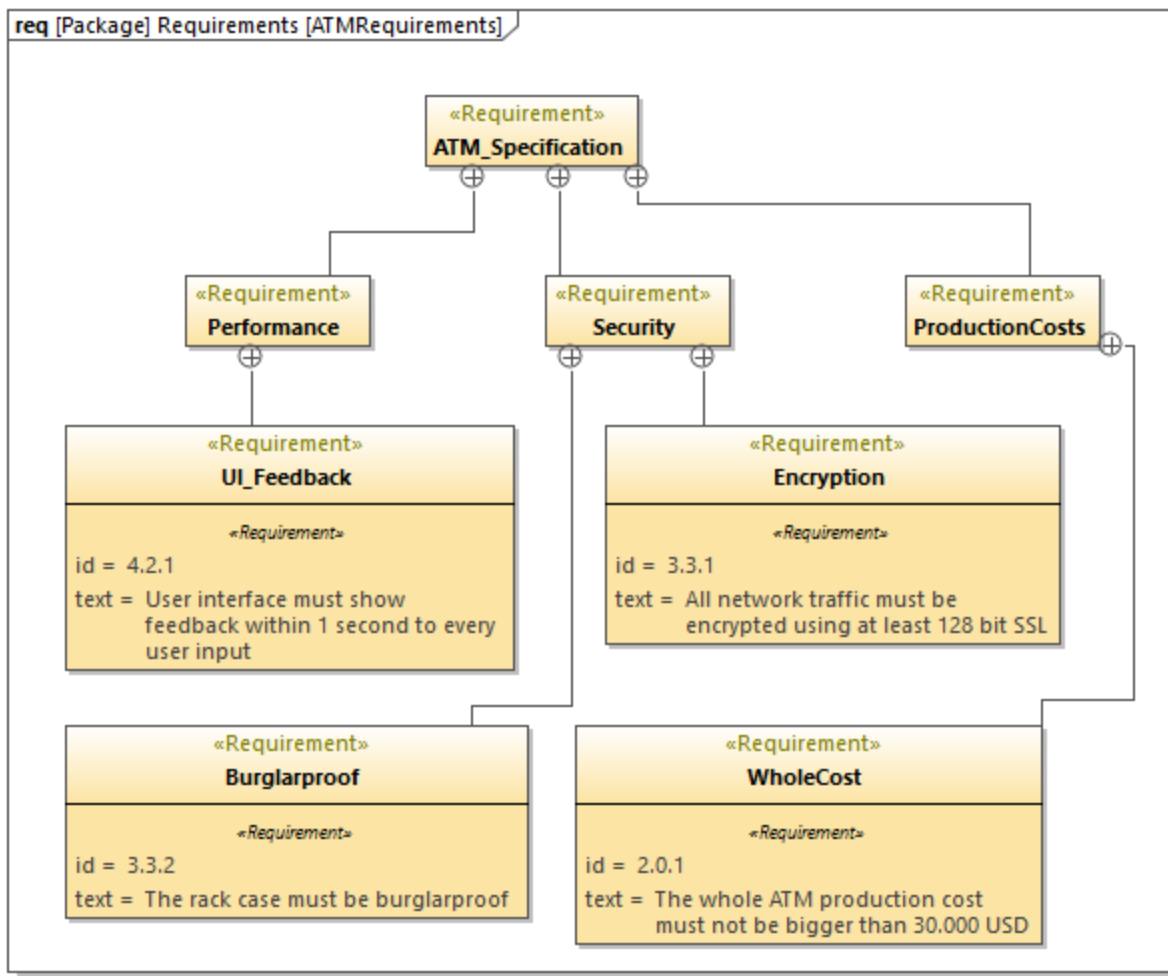 req [Package] Requirements [ATMRequirements]
«Requirement»
ATM_Specification
«Requirement»
Performance
«Requirement»
Security
«Requirement»
ProductionCosts
«Requirement»
UI_Feedback
«Requirement»
id = 4.2.1
text = User interface must show
feedback within 1 second to every
user input
«Requirement»
Encryption
«Requirement»
id = 3.3.1
text = All network traffic must be
encrypted using at least 128 bit SSL
«Requirement»
Burglarproof
«Requirement»
id = 3.3.2
text = The rack case must be burglarproof
«Requirement»
WholeCost
«Requirement»
id = 2.0.1
text = The whole ATM production cost
must not be bigger than 30.000 USD